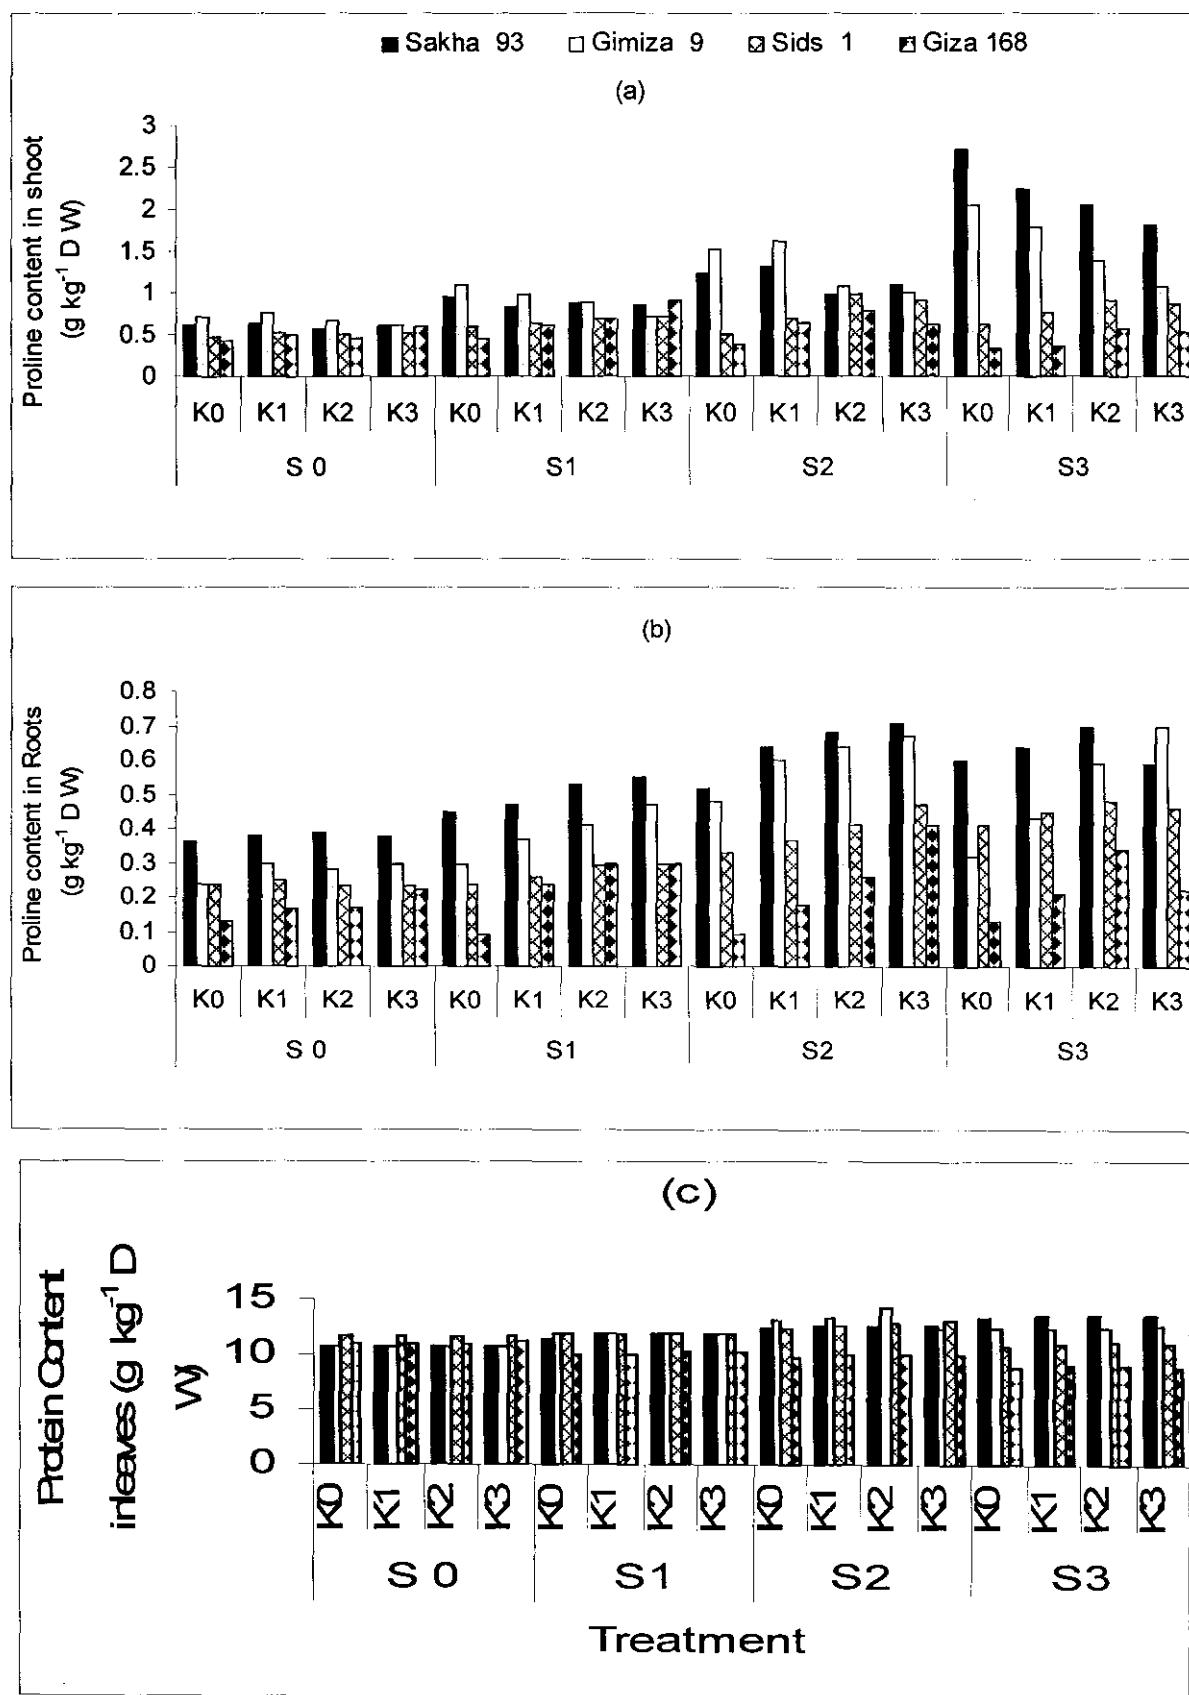 Sakha 93 Gimiza 9 Sids 1 Giza 168
(a)
Proline content in shoot
(g kg-1 D W)
3
2.5
2
1.5
1
0.5
0
K0 K1 K2 K3 K0 K1 K2 K3 K0 K1 K2 K3 K0 K1 K2 K3
S 0 S1 S2 S3
(b)
Proline content in Roots
(g kg-1 D W)
0.8
0.7
0.6
0.5
0.4
0.3
0.2
0.1
0
K0 K1 K2 K3 K0 K1 K2 K3 K0 K1 K2 K3 K0 K1 K2 K3
S 0 S1 S2 S3
(c)
Protein Content
in leaves (g kg-1 D
W)
15
10
5
0
K0 K1 K2 K3 K0 K1 K2 K3 K0 K1 K2 K3 K0 K1 K2 K3
S 0 S1 S2 S3
Treatment